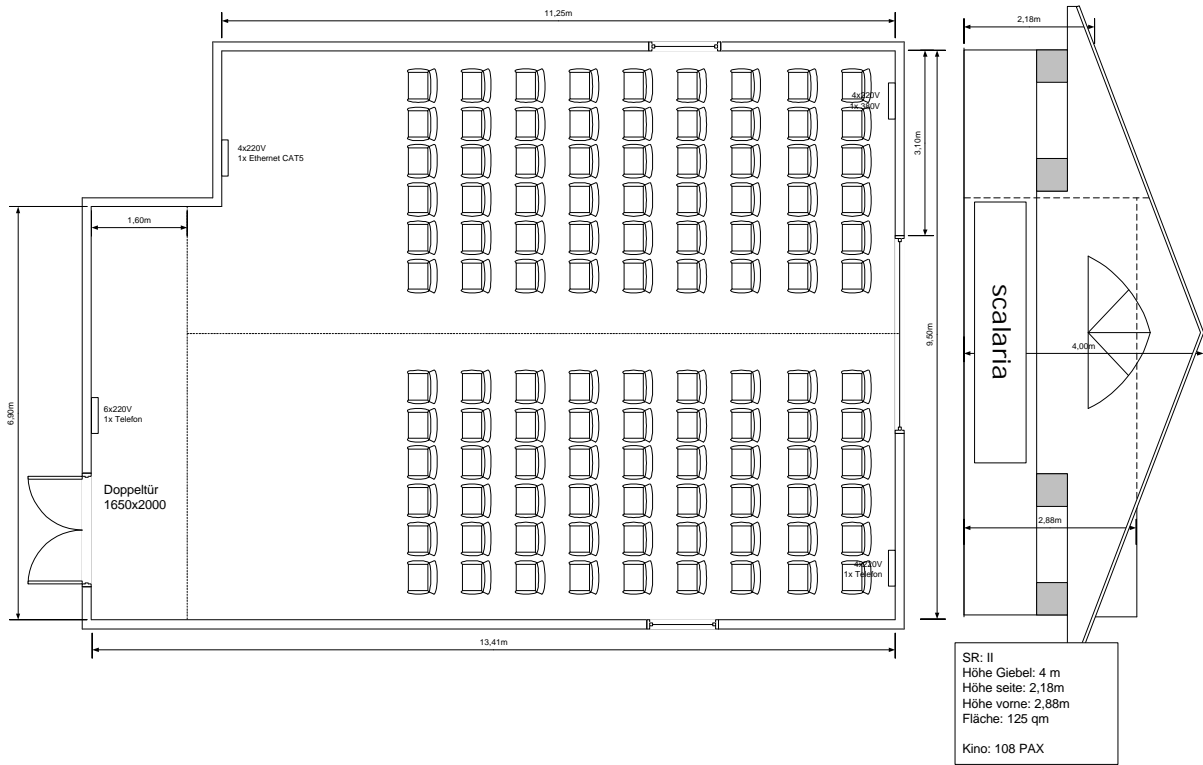 11,25m
2,18m
4x220V
1x 380V
4x220V
1x Ethernet CAT5
3,10m
1,60m
9,50m
6,90m
scalaria
4,00m
6x220V
1x Telefon
Doppeltür
1650x2000
2,88m
4x220V
1x Telefon
13,41m
SR: II
Höhe Giebel: 4 m
Höhe seite: 2,18m
Höhe vorne: 2,88m
Fläche: 125 qm
Kino: 108 PAX